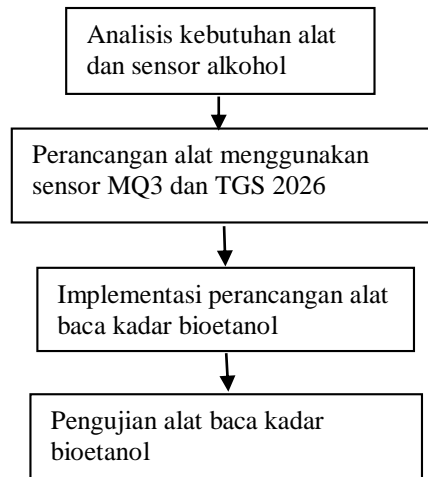 Analisis kebutuhan alat
dan sensor alkohol
Perancangan alat menggunakan
sensor MQ3 dan TGS 2026
Implementasi perancangan alat
baca kadar bioetanol
Pengujian alat baca kadar
bioetanol